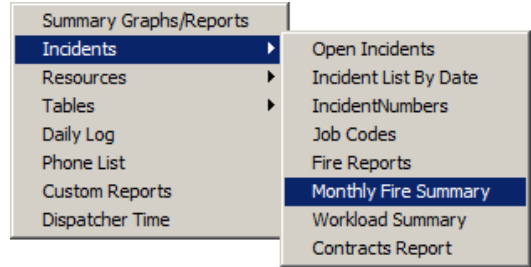 Summary Graphs/Reports
Incidents
Resources
Tables
Daily Log
Phone List
Custom Reports
Dispatcher Time
Open Incidents
Incident List By Date
IncidentNumbers
Job Codes
Fire Reports
Monthly Fire Summary
Workload Summary
Contracts Report